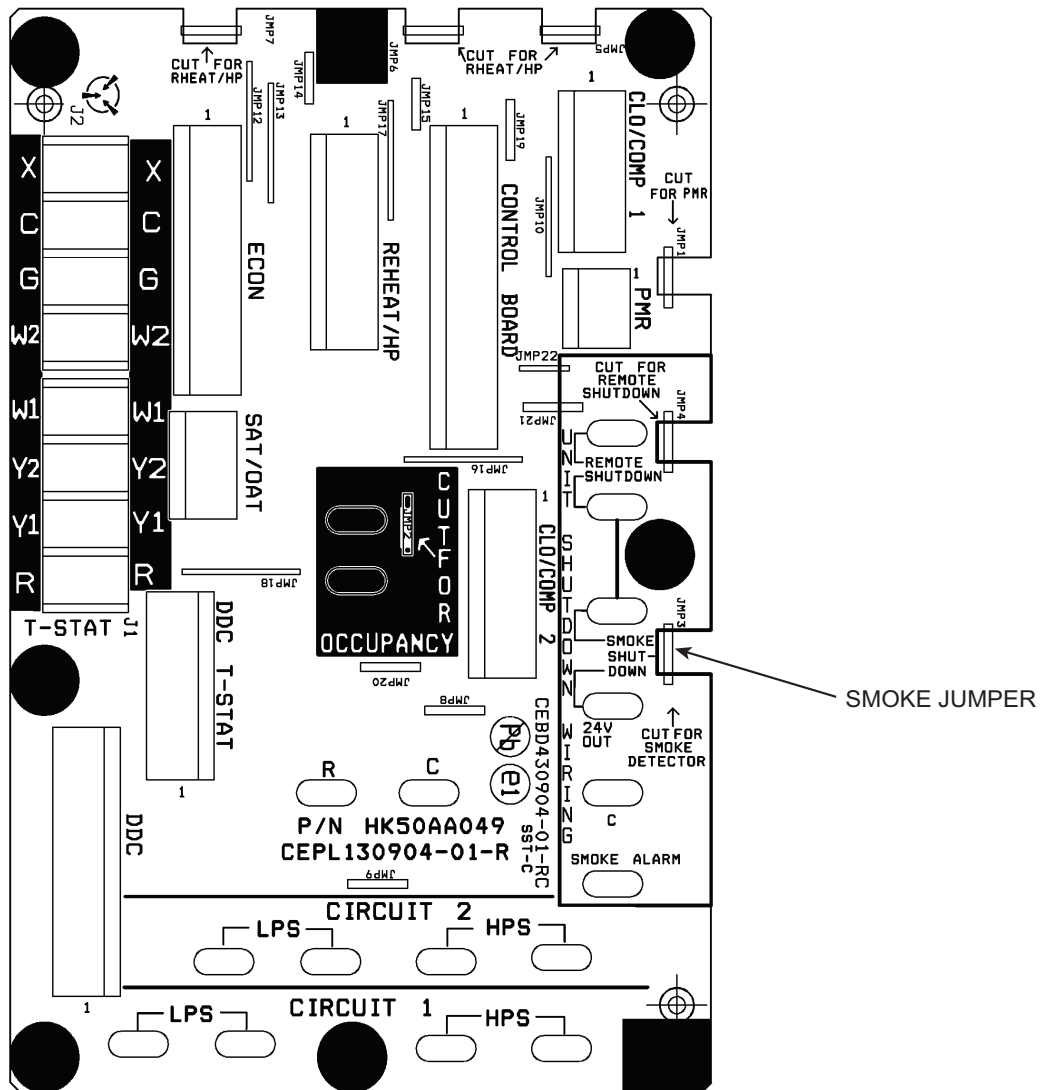 JMP7
CUT FOR
RHEAT/HP
JMP6
CUT FOR
RHEAT/HP
JMP5
J2
JMP14
JMP12
JMP13
JMP17
JMP15
JMP19
JMP10
1
1
1
1
CLO/COMP 1
CUT
FOR PMR
JMP1
X
C
G
W2
W1
Y2
Y1
R
X
C
G
W2
W1
Y2
Y1
R
T-STAT
J1
ECON
REHEAT/HP
CONTROL BOARD
1
PMR
JMP22
JMP21
JMP16
SAT/OAT
JMP18
CUT FOR
OCCUPANCY
JMP2
1
CLO/COMP 2
CUT FOR
REMOTE
SHUTDOWN
JMP4
UNIT SHUTDOWN WIRING
REMOTE
SHUTDOWN
JMP3
SMOKE
SHUT
DOWN
SMOKE JUMPER
24V
OUT
CUT FOR
SMOKE
DETECTOR
C
SMOKE ALARM
DDC T-STAT
1
JMP20
JMP8
Pb
e1
CEBD430904-01-RC
SST-C
R
C
P/N HK50AA049
CEPL130904-01-R
JMP9
DDC
1
CIRCUIT 2
LPS
HPS
CIRCUIT 1
LPS
HPS